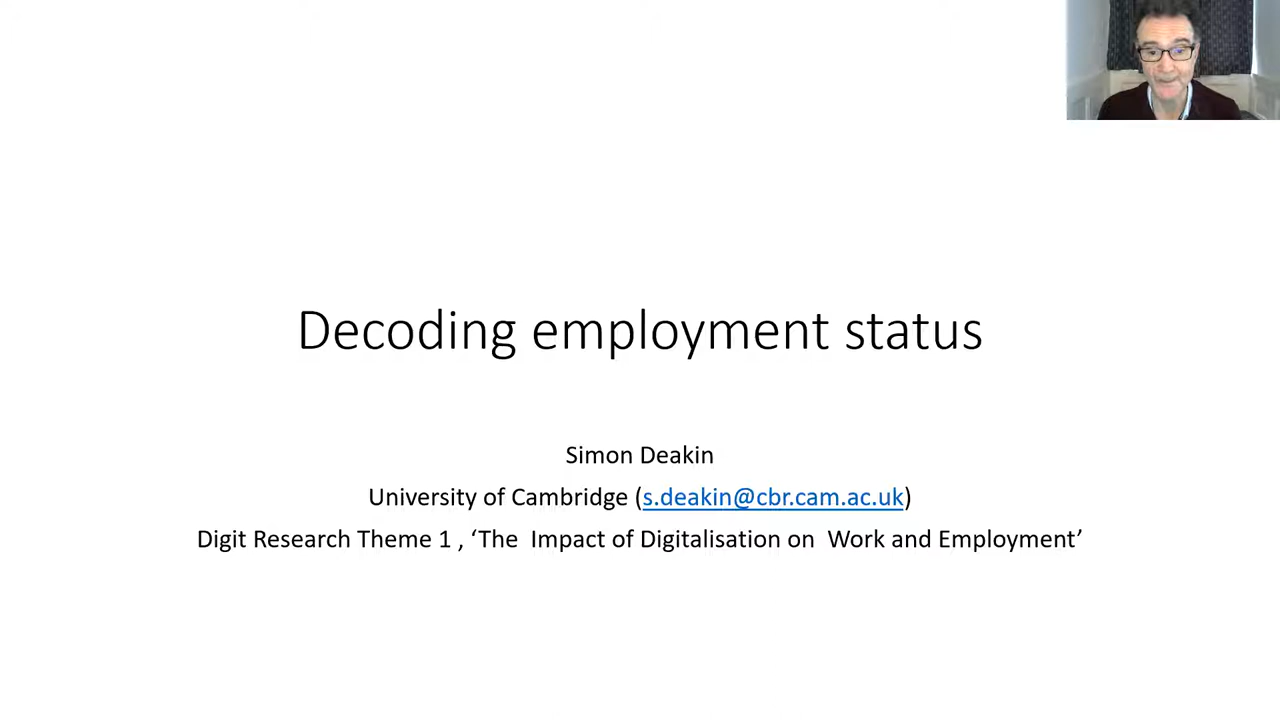 Decoding employment status
Simon Deakin
University of Cambridge (s.deakin@cbr.cam.ac.uk)
Digit Research Theme 1 , ‘The  Impact of Digitalisation on  Work and Employment’